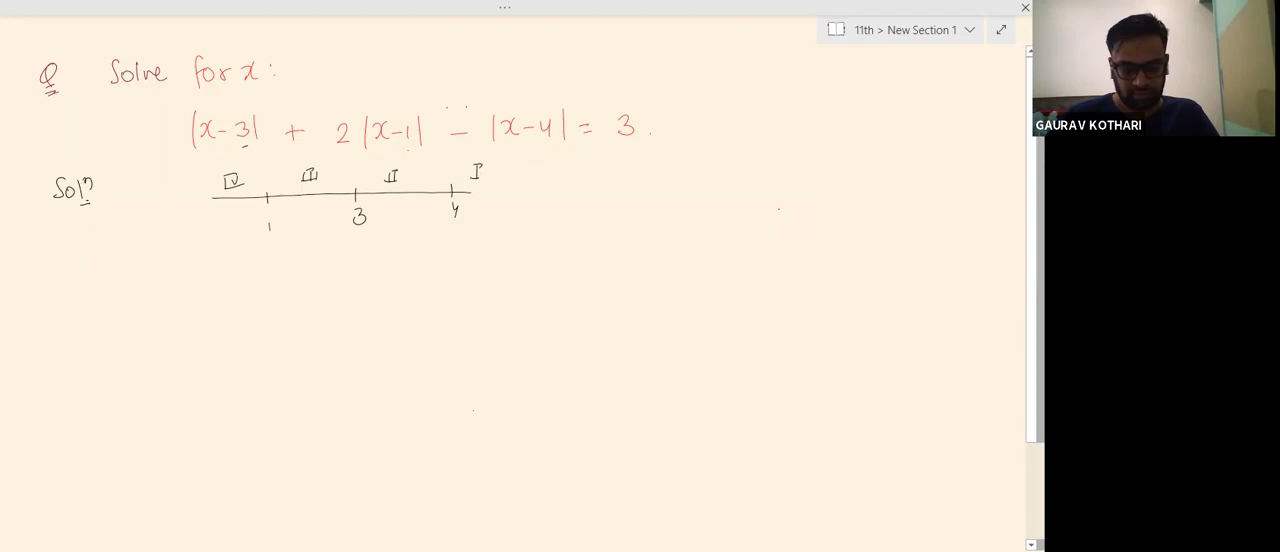 ...
11th > New Section 1
GAURAV KOTHARI
Q Solve for x:
|x-3| + 2|x-1| - |x-4| = 3.
Solⁿ
IV III II I
1 3 4